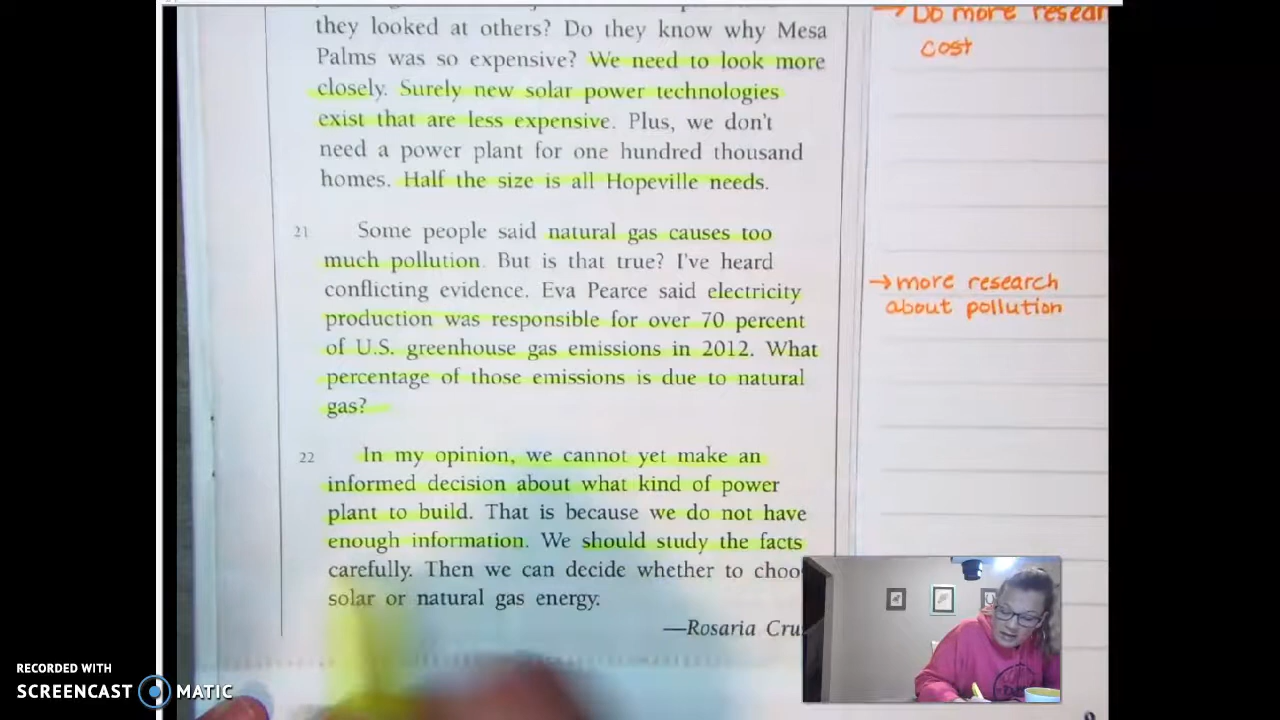 they looked at others? Do they know why Mesa
Palms was so expensive? We need to look more
closely. Surely new solar power technologies
exist that are less expensive. Plus, we don't
need a power plant for one hundred thousand
homes. Half the size is all Hopeville needs.
21 Some people said natural gas causes too
much pollution. But is that true? I've heard
conflicting evidence. Eva Pearce said electricity
production was responsible for over 70 percent
of U.S. greenhouse gas emissions in 2012. What
percentage of those emissions is due to natural
gas?
22 In my opinion, we cannot yet make an
informed decision about what kind of power
plant to build. That is because we do not have
enough information. We should study the facts
carefully. Then we can decide whether to choo
solar or natural gas energy.
—Rosaria Cru
→ Do more resear
cost
→ more research
about pollution
RECORDED WITH
SCREENCAST MATIC